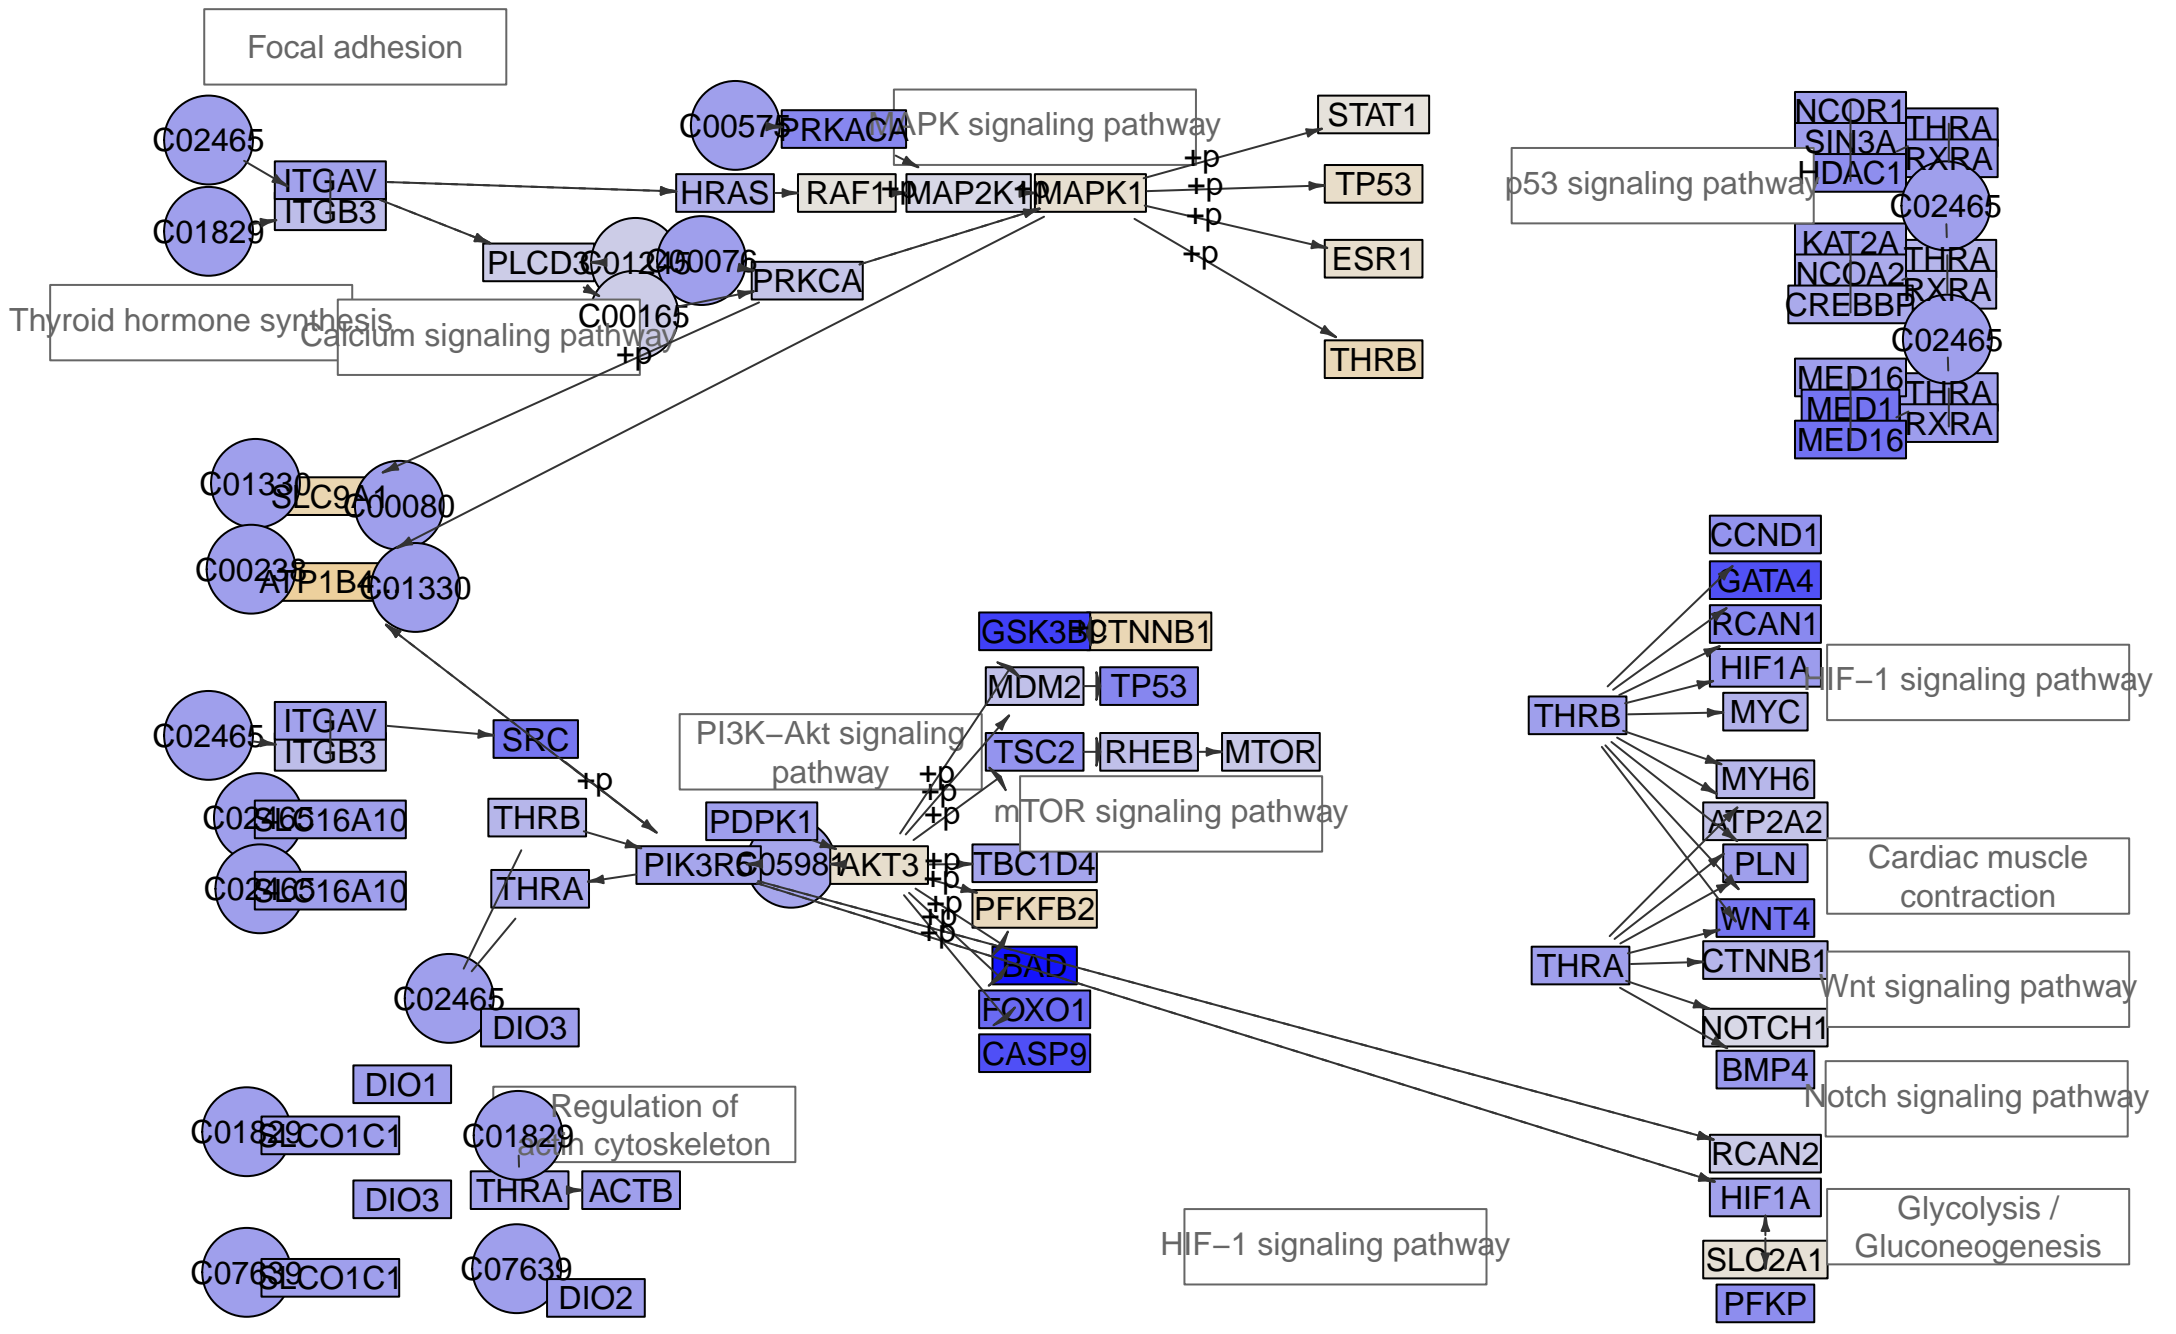 Focal adhesion
C02465
C01829
ITGAV
ITGB3
C00575
PRKACA
MAPK signaling pathway
HRAS
RAF1
+p
MAP2K1
+p
MAPK1
STAT1
+p
TP53
+p
ESR1
+p
THRB
+p
PLCD3
C01245
C00076
C00165
PRKCA
Thyroid hormone synthesis
Calcium signaling pathway
+p
p53 signaling pathway
NCOR1
SIN3A
HDAC1
THRA
RXRA
C02465
KAT2A
NCOA2
CREBBP
THRA
RXRA
C02465
MED16
MED1
MED16
THRA
RXRA
C01330
SLC9A1
C00080
C00238
ATP1B4...
C01330
C02465
ITGAV
ITGB3
SRC
+p
C02465
SLC16A10
C02465
SLC16A10
THRB
THRA
C02465
DIO3
PIK3R6
PDPK1
C05981
AKT3
PI3K−Akt signaling
pathway
GSK3B
CTNNB1
MDM2
TP53
TSC2
RHEB
MTOR
mTOR signaling pathway
+p
+p
+p
+p
TBC1D4
+p
PFKFB2
+p
+p
+p
BAD
FOXO1
CASP9
CCND1
GATA4
RCAN1
HIF1A
HIF−1 signaling pathway
MYC
THRB
MYH6
ATP2A2
PLN
Cardiac muscle
contraction
WNT4
THRA
CTNNB1
Wnt signaling pathway
NOTCH1
BMP4
Notch signaling pathway
DIO1
C01829
SLCO1C1
Regulation of
actin cytoskeleton
C01829
DIO3
THRA
ACTB
C07639
SLCO1C1
C07639
DIO2
HIF−1 signaling pathway
RCAN2
HIF1A
Glycolysis /
Gluconeogenesis
SLC2A1
PFKP